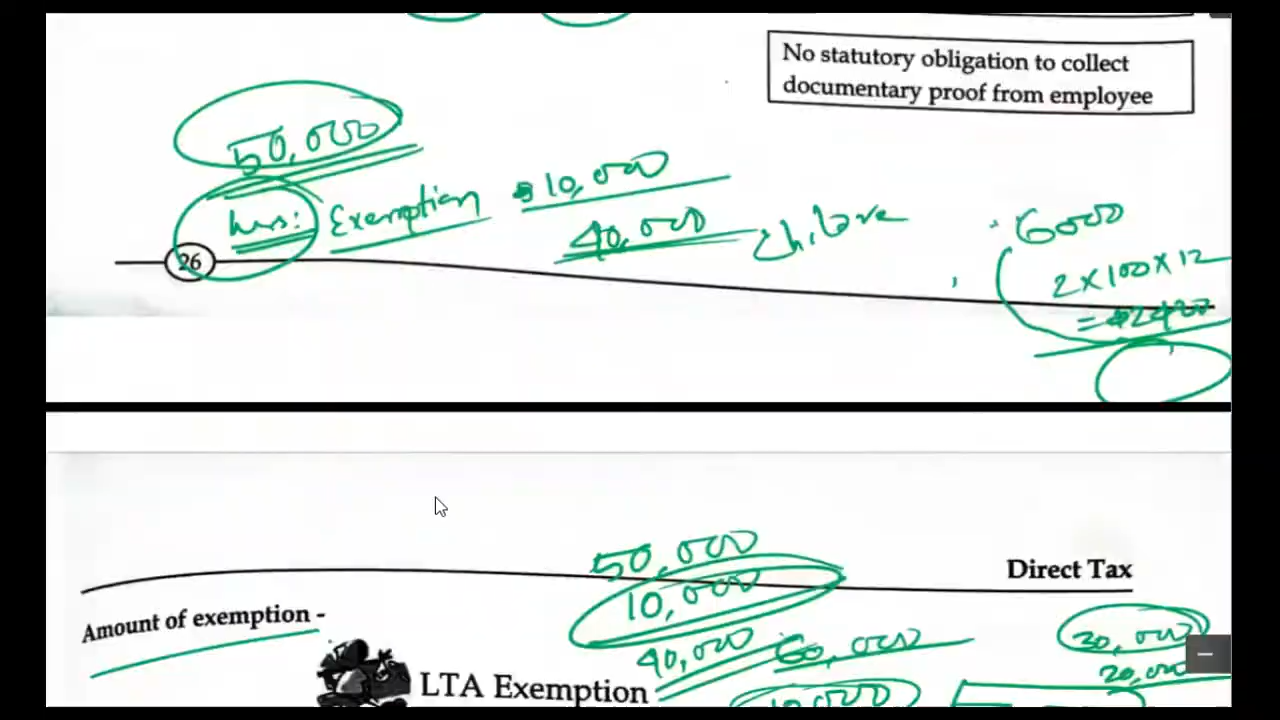 No statutory obligation to collect
documentary proof from employee
50,000
Less: Exemption 10,000
40,000
6000
2x100x12
= 2400
26
50,000
Direct Tax
10,000
Amount of exemption -
40,000 60,000
20,000
LTA Exemption
10,000